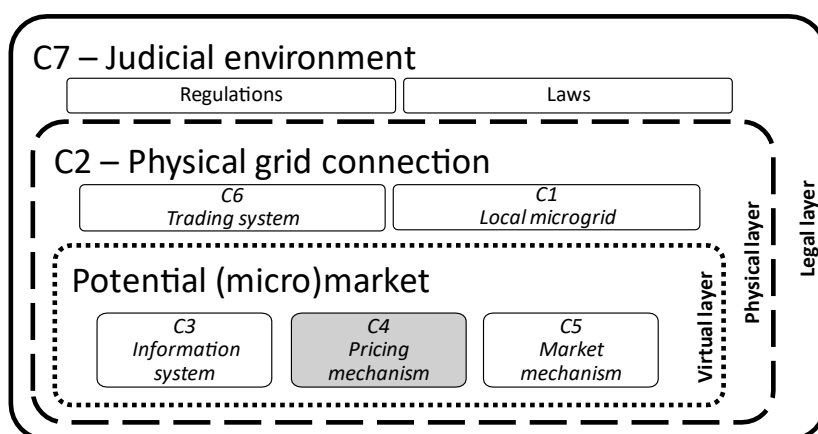 C7 – Judicial environment
Regulations
Laws
C2 – Physical grid connection
C6
Trading system
C1
Local microgrid
Potential (micro)market
C3
Information
system
C4
Pricing
mechanism
C5
Market
mechanism
Virtual layer
Physical layer
Legal layer